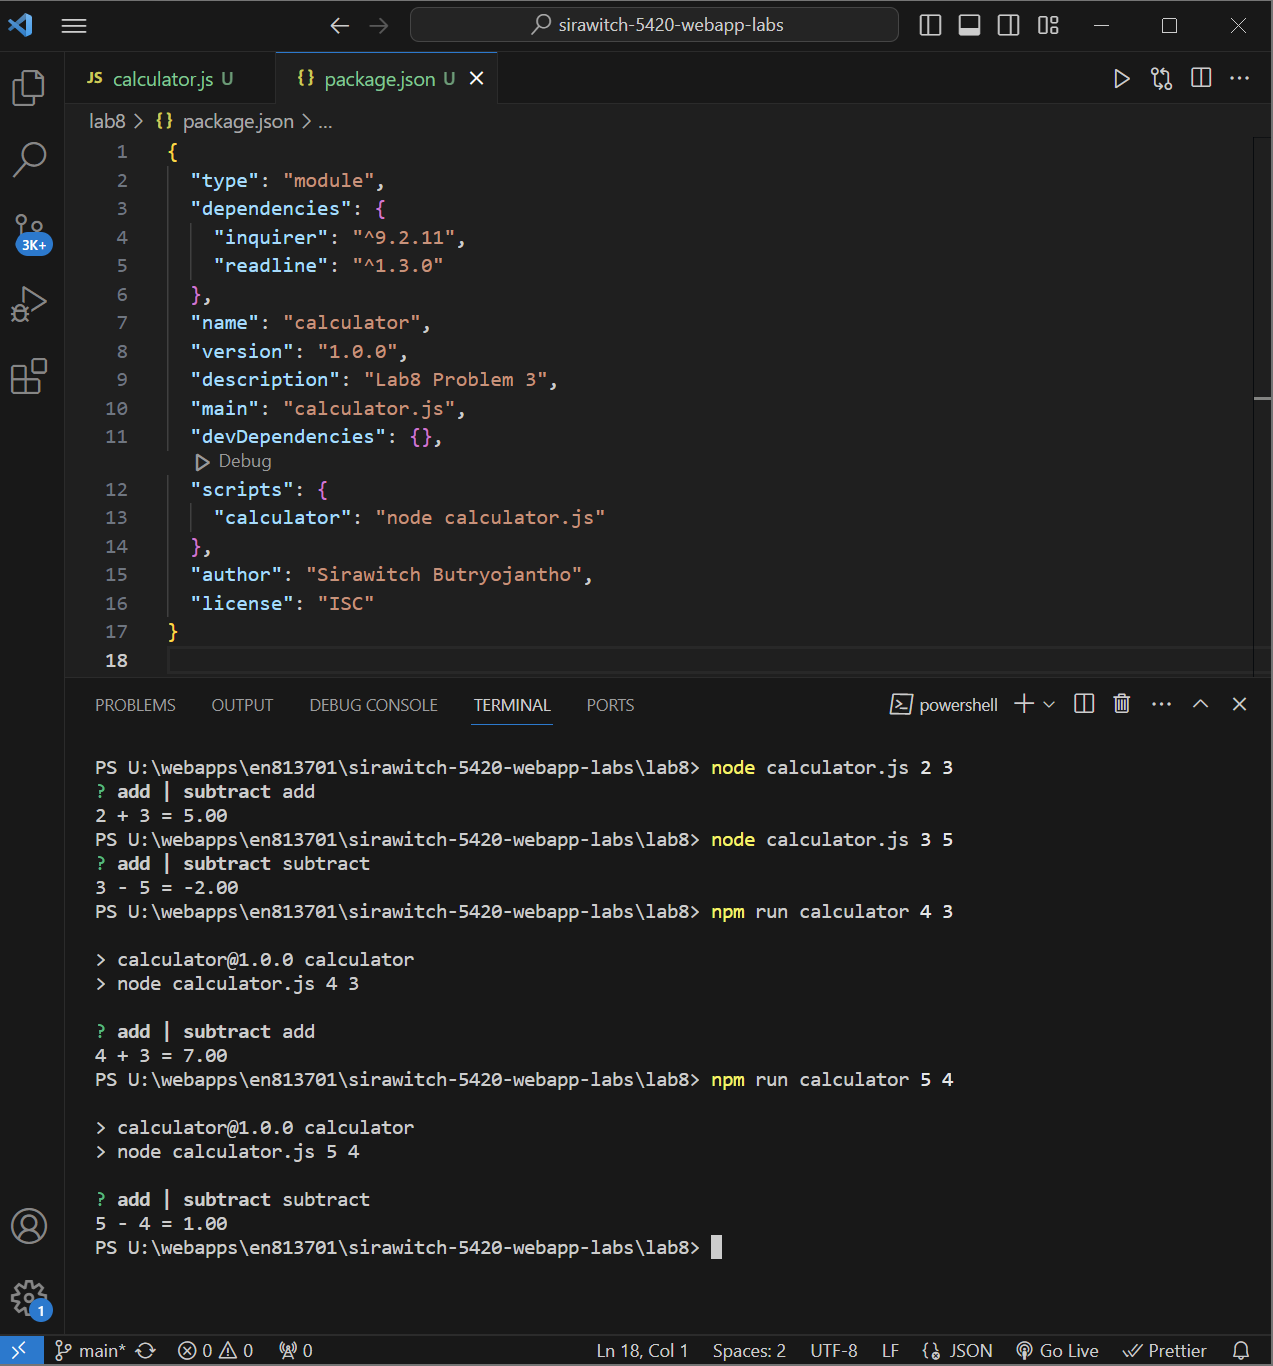 sirawitch-5420-webapp-labs
JS calculator.js U
{} package.json U
lab8 > {} package.json > ...
1 {
2 "type": "module",
3 "dependencies": {
4 "inquirer": "^9.2.11",
5 "readline": "^1.3.0"
6 },
7 "name": "calculator",
8 "version": "1.0.0",
9 "description": "Lab8 Problem 3",
10 "main": "calculator.js",
11 "devDependencies": {},
Debug
12 "scripts": {
13 "calculator": "node calculator.js"
14 },
15 "author": "Sirawitch Butryojantho",
16 "license": "ISC"
17 }
18
3K+
PROBLEMS OUTPUT DEBUG CONSOLE TERMINAL PORTS powershell
PS U:\webapps\en813701\sirawitch-5420-webapp-labs\lab8> node calculator.js 2 3
? add | subtract add
2 + 3 = 5.00
PS U:\webapps\en813701\sirawitch-5420-webapp-labs\lab8> node calculator.js 3 5
? add | subtract subtract
3 - 5 = -2.00
PS U:\webapps\en813701\sirawitch-5420-webapp-labs\lab8> npm run calculator 4 3
> calculator@1.0.0 calculator
> node calculator.js 4 3
? add | subtract add
4 + 3 = 7.00
PS U:\webapps\en813701\sirawitch-5420-webapp-labs\lab8> npm run calculator 5 4
> calculator@1.0.0 calculator
> node calculator.js 5 4
? add | subtract subtract
5 - 4 = 1.00
PS U:\webapps\en813701\sirawitch-5420-webapp-labs\lab8>
1
main* 0 0 0 Ln 18, Col 1 Spaces: 2 UTF-8 LF {} JSON Go Live Prettier